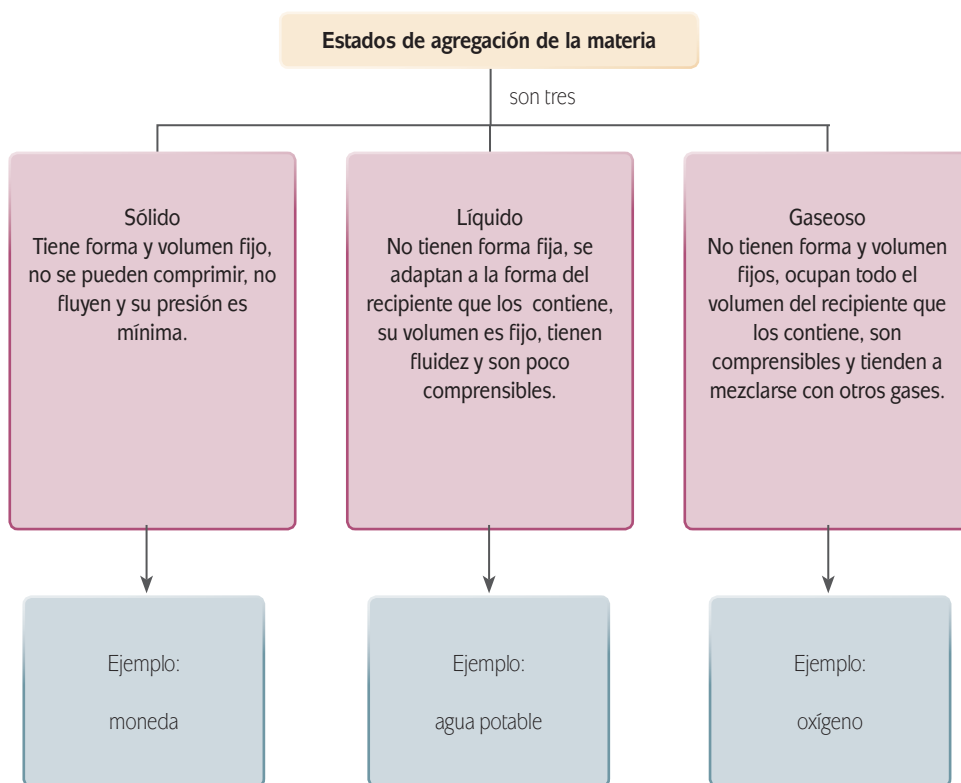 Estados de agregación de la materia
son tres
Sólido
Tiene forma y volumen fijo,
no se pueden comprimir, no
fluyen y su presión es
mínima.
Líquido
No tienen forma fija, se
adaptan a la forma del
recipiente que los contiene,
su volumen es fijo, tienen
fluidez y son poco
comprensibles.
Gaseoso
No tienen forma y volumen
fijos, ocupan todo el
volumen del recipiente que
los contiene, son
comprensibles y tienden a
mezclarse con otros gases.
Ejemplo:
moneda
Ejemplo:
agua potable
Ejemplo:
oxígeno